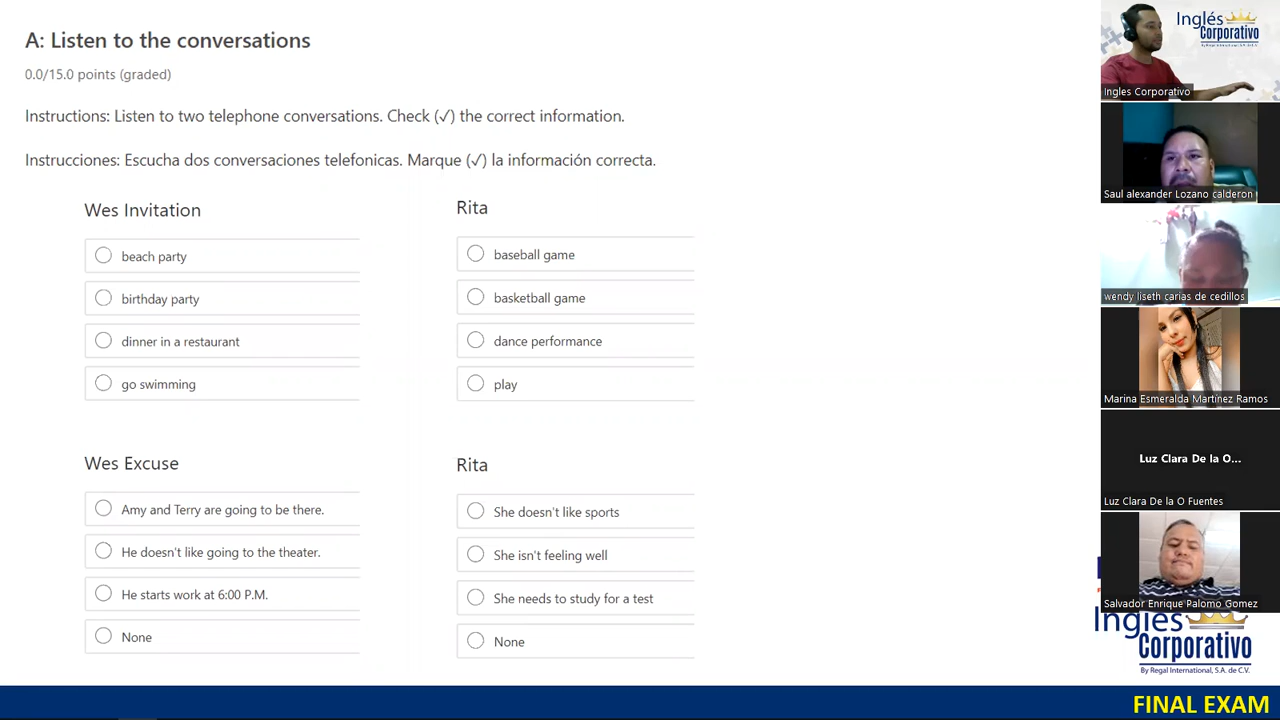 A: Listen to the conversations
0.0/15.0 points (graded)
Instructions: Listen to two telephone conversations. Check (✓) the correct information.
Instrucciones: Escucha dos conversaciones telefonicas. Marque (✓) la información correcta.
Wes Invitation
beach party
birthday party
dinner in a restaurant
go swimming
Rita
baseball game
basketball game
dance performance
play
Wes Excuse
Amy and Terry are going to be there.
He doesn't like going to the theater.
He starts work at 6:00 P.M.
None
Rita
She doesn't like sports
She isn't feeling well
She needs to study for a test
None
Inglés
Corporativo
By Regal International, S.A. de C.V.
Ingles Corporativo
Saul alexander Lozano calderon
wendy liseth carias de cedillos
Marina Esmeralda Martinez Ramos
Luz Clara De la O...
Luz Clara De la O Fuentes
Salvador Enrique Palomo Gomez
Inglés
Corporativo
By Regal International, S.A. de C.V.
FINAL EXAM